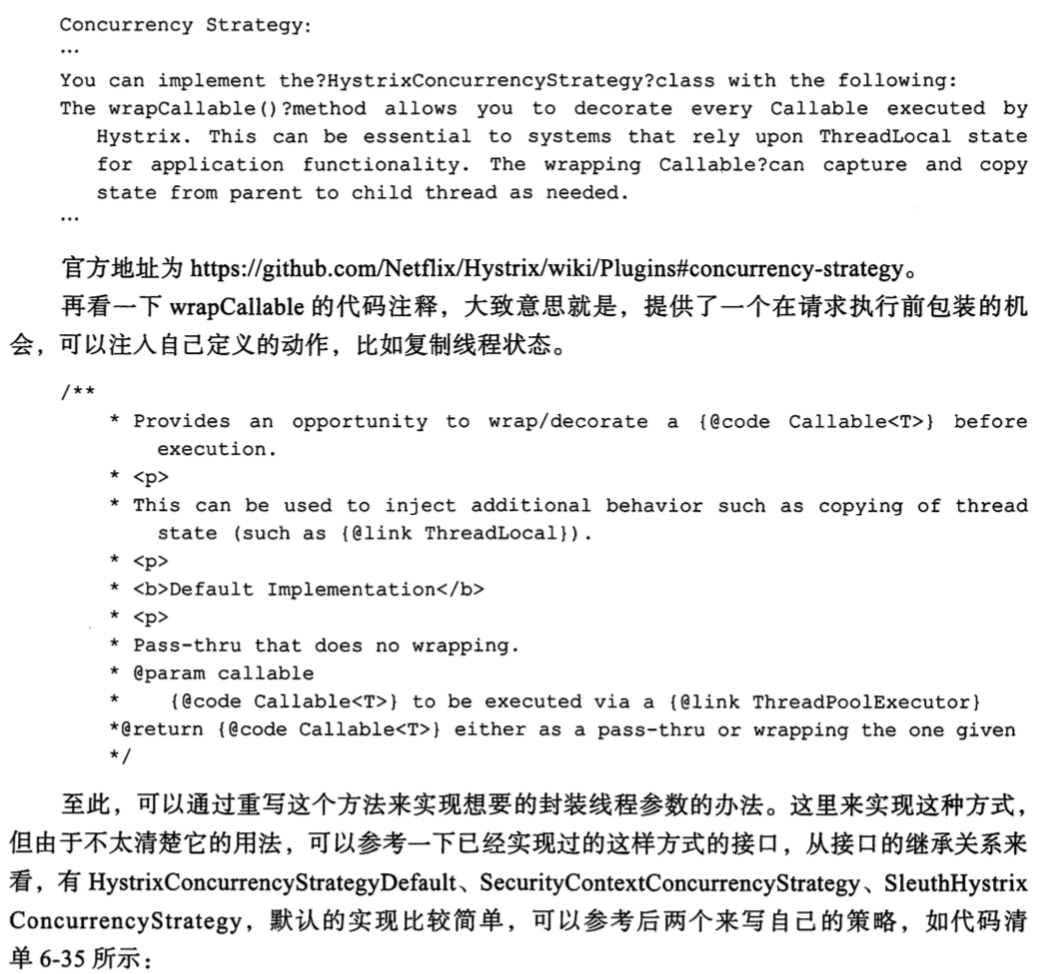 Concurrency Strategy:
...
You can implement the?HystrixConcurrencyStrategy?class with the following:
The wrapCallable()?method allows you to decorate every Callable executed by
Hystrix. This can be essential to systems that rely upon ThreadLocal state
for application functionality. The wrapping Callable?can capture and copy
state from parent to child thread as needed.
...
官方地址为 https://github.com/Netflix/Hystrix/wiki/Plugins#concurrency-strategy。
再看一下 wrapCallable 的代码注释，大致意思就是，提供了一个在请求执行前包装的机
会，可以注入自己定义的动作，比如复制线程状态。
/**
* Provides an opportunity to wrap/decorate a {@code Callable<T>} before
execution.
* <p>
* This can be used to inject additional behavior such as copying of thread
state (such as {@link ThreadLocal}).
* <p>
* <b>Default Implementation</b>
* <p>
* Pass-thru that does no wrapping.
* @param callable
* {@code Callable<T>} to be executed via a {@link ThreadPoolExecutor}
*@return {@code Callable<T>} either as a pass-thru or wrapping the one given
*/
至此，可以通过重写这个方法来实现想要的封装线程参数的办法。这里来实现这种方式，
但由于不太清楚它的用法，可以参考一下已经实现过的这样方式的接口，从接口的继承关系来
看，有 HystrixConcurrencyStrategyDefault、SecurityContextConcurrencyStrategy、SleuthHystrix
ConcurrencyStrategy，默认的实现比较简单，可以参考后两个来写自己的策略，如代码清
单 6-35 所示：